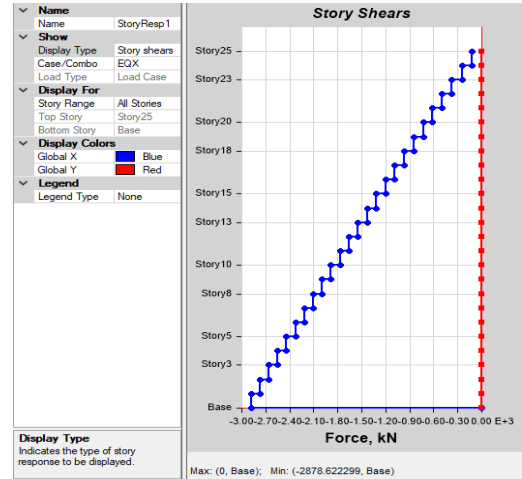 Name
Name StoryResp1
Show
Display Type Story shears
Case/Combo EQX
Load Type Load Case
Display For
Story Range All Stories
Top Story Story25
Bottom Story Base
Display Colors
Global X Blue
Global Y Red
Legend
Legend Type None
Display Type
Indicates the type of story
response to be displayed.
Story Shears
Story25
Story23
Story20
Story18
Story15
Story13
Story10
Story8
Story5
Story3
Base
-3.00 -2.70 -2.40 -2.10 -1.80 -1.50 -1.20 -0.90 -0.60 0.30 0.00 E+3
Force, kN
Max: (0, Base); Min: (-2878.622299, Base)